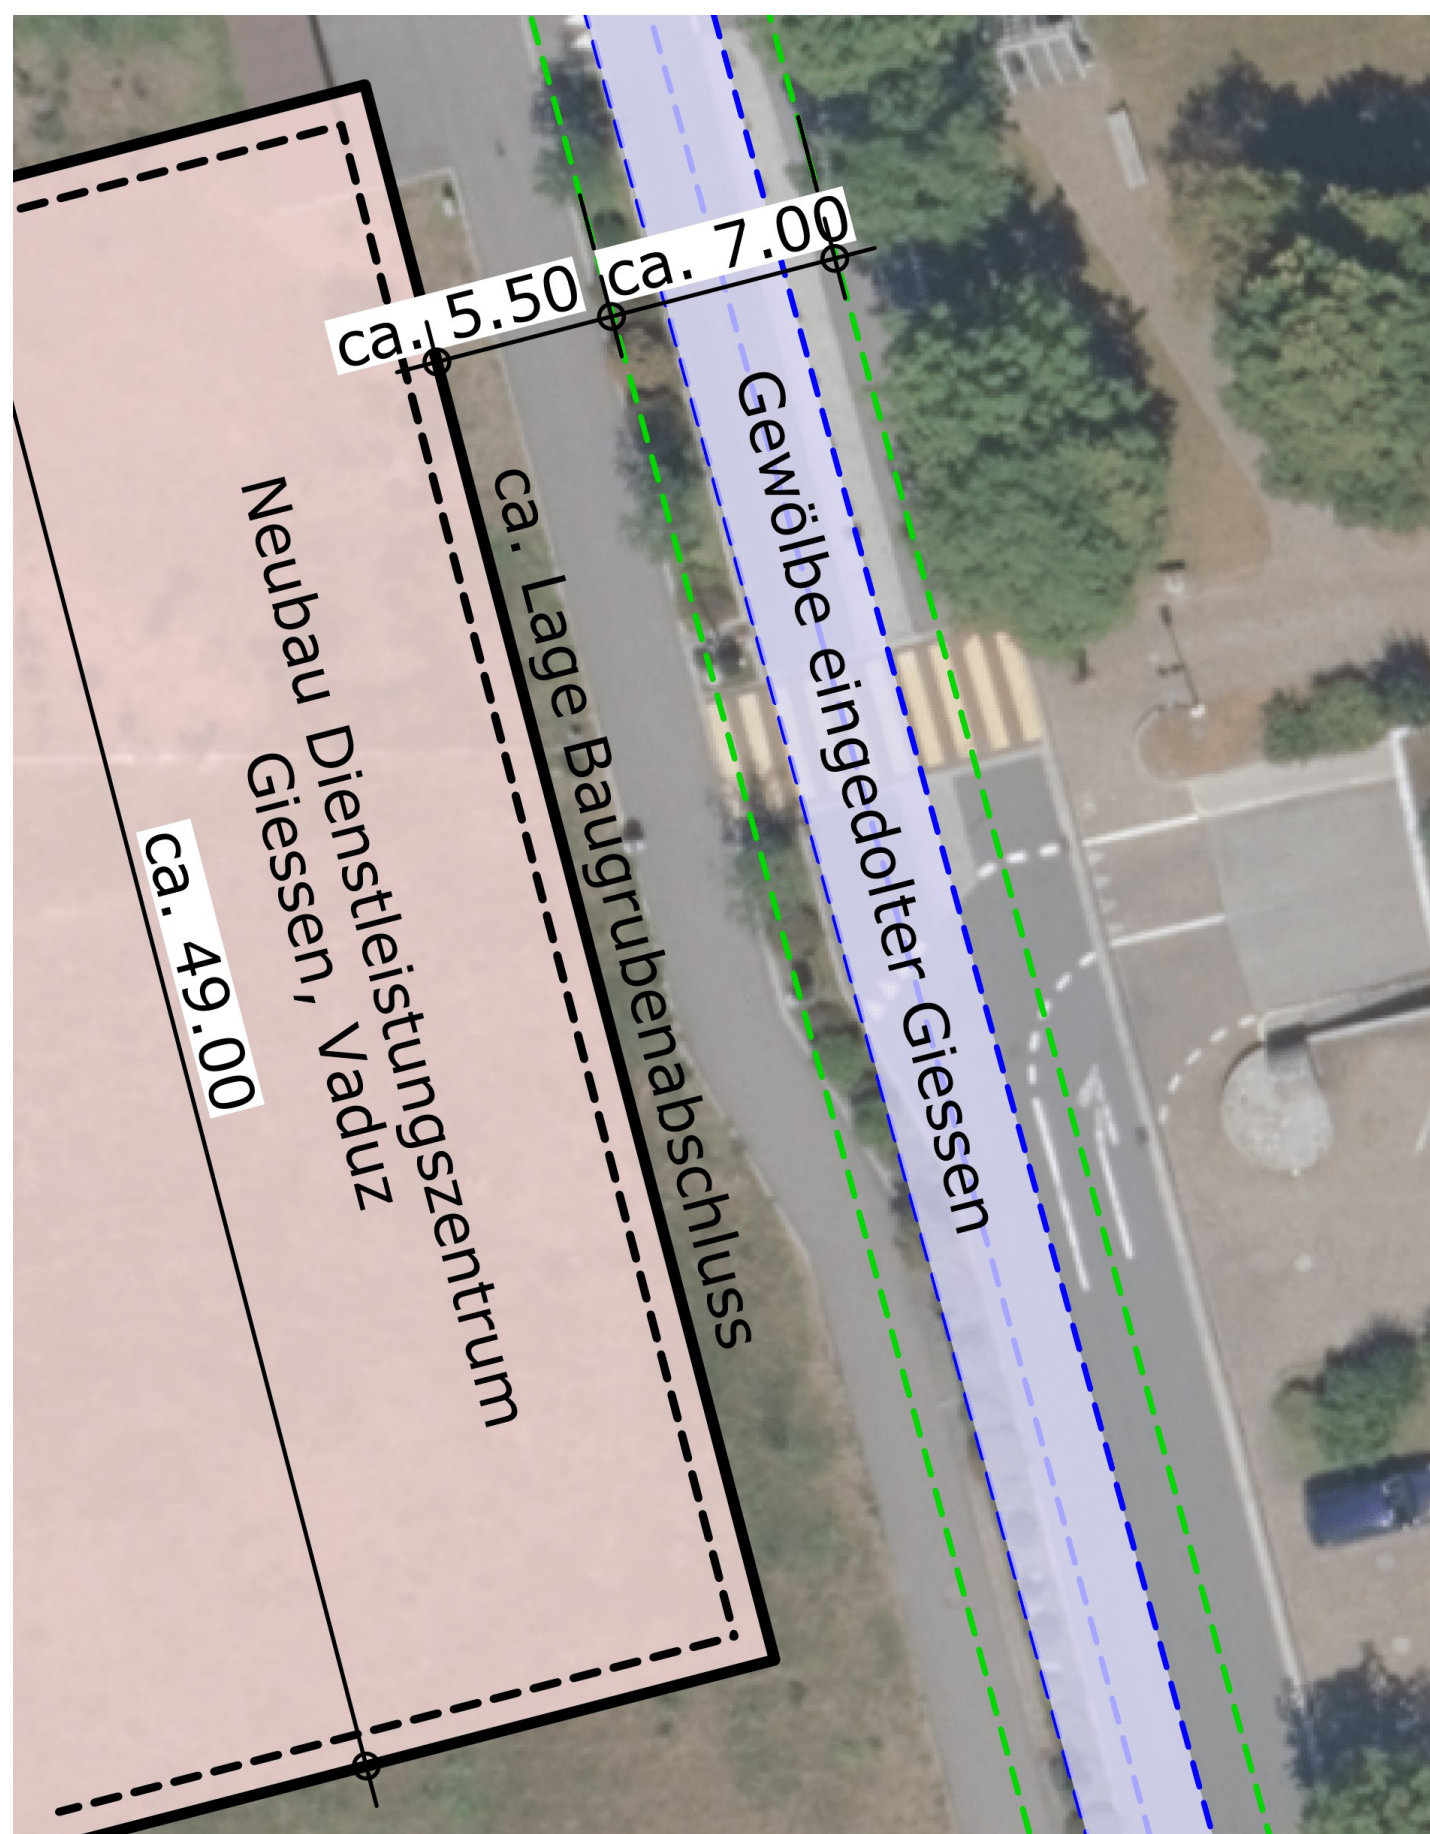 ca. 5.50
ca. 7.00
Gewölbe eingedolter Giessen
ca. Lage Baugrubenabschluss
Neubau Dienstleistungszentrum
Giessen, Vaduz
ca. 49.00